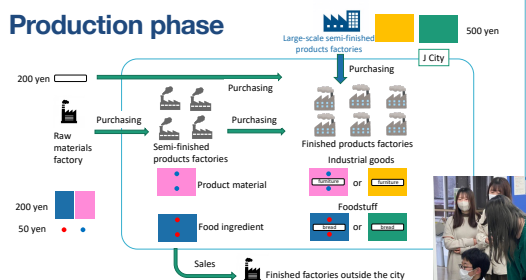 Production phase
Large-scale semi-finished
products factories
500 yen
J City
Purchasing
200 yen
Purchasing
Purchasing
Purchasing
Raw
materials
factory
Semi-finished
products factories
Finished products factories
Industrial goods
Product material
furniture
or
furniture
Foodstuff
200 yen
50 yen
Food ingredient
bread
or
bread
Sales
Finished factories outside the city